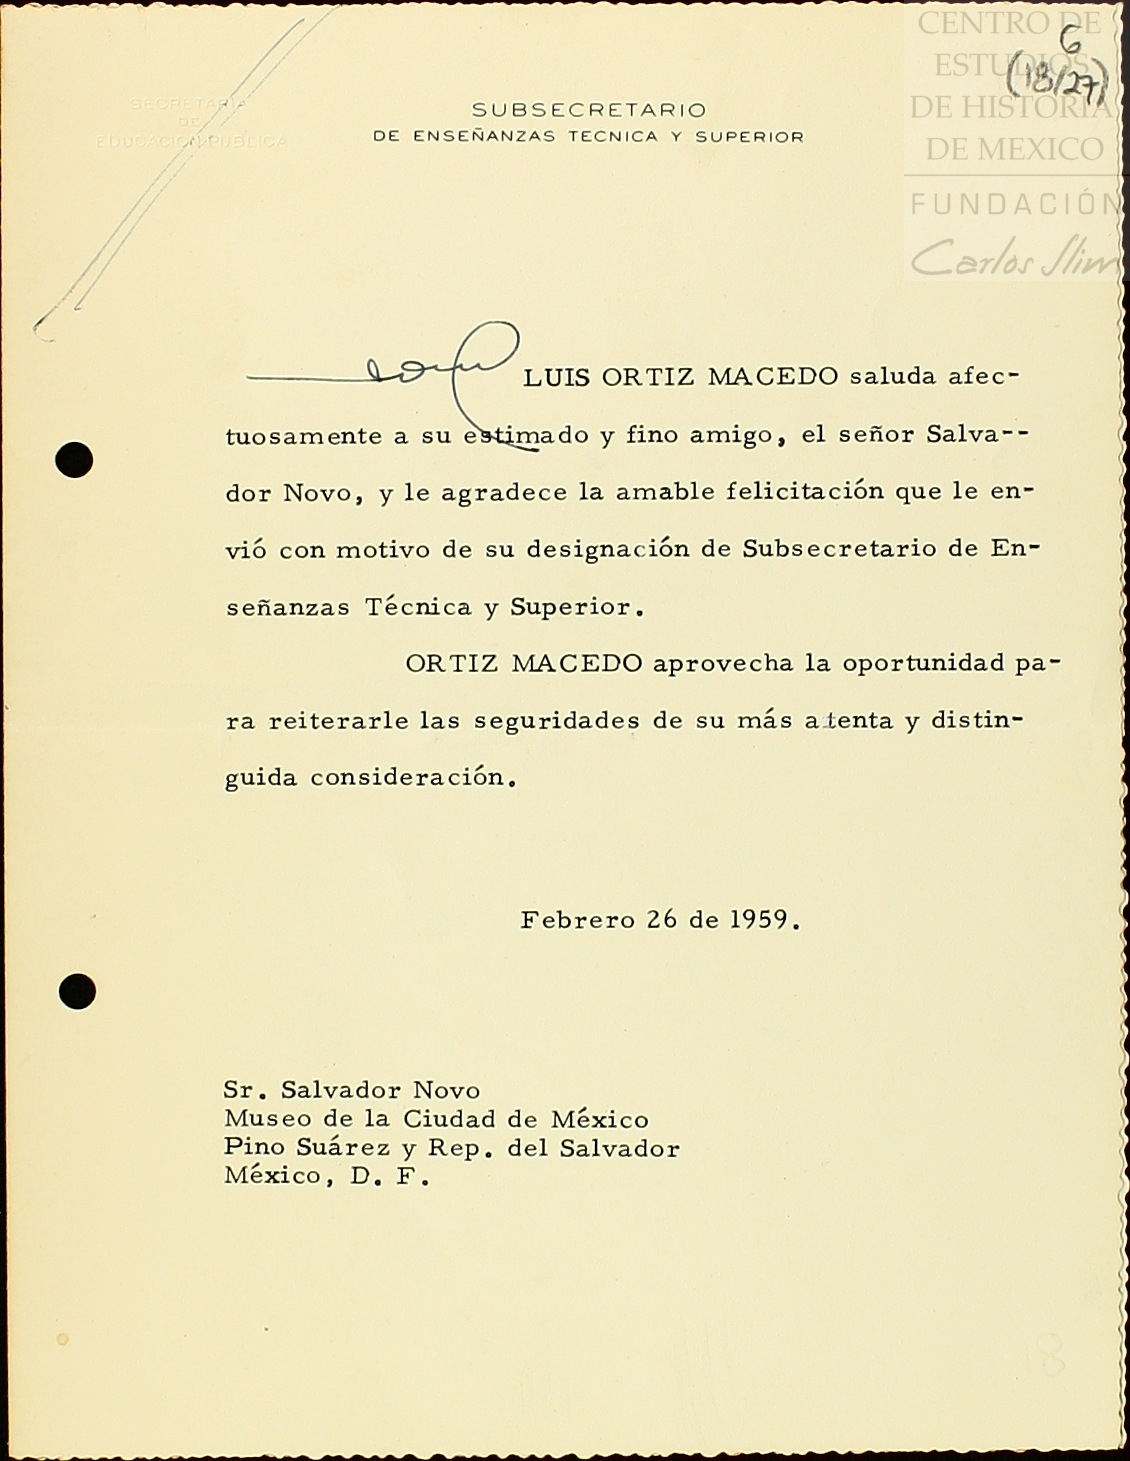 CENTRO DE
ESTUDIOS
DE HISTORIA
DE MEXICO
FUNDACIÓN
Carlos Slim
6
(18/27)
SECRETARIA
DE
EDUCACION PUBLICA
SUBSECRETARIO
DE ENSEÑANZAS TECNICA Y SUPERIOR
LUIS ORTIZ MACEDO saluda afec-
tuosamente a su estimado y fino amigo, el señor Salva--
dor Novo, y le agradece la amable felicitación que le en-
vió con motivo de su designación de Subsecretario de En-
señanzas Técnica y Superior.
ORTIZ MACEDO aprovecha la oportunidad pa-
ra reiterarle las seguridades de su más atenta y distin-
guida consideración.
Febrero 26 de 1959.
Sr. Salvador Novo
Museo de la Ciudad de México
Pino Suárez y Rep. del Salvador
México, D. F.
18